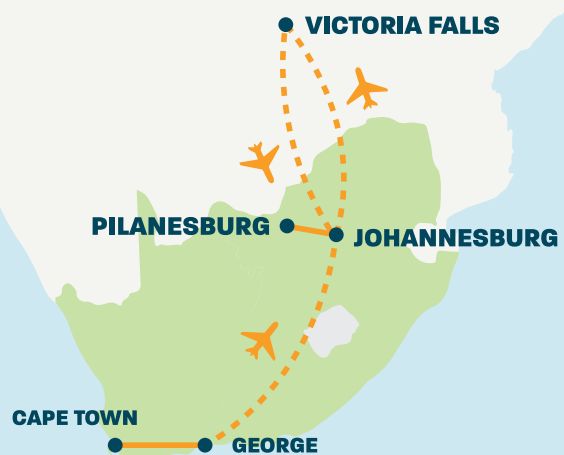 VICTORIA FALLS
PILANESBURG
JOHANNESBURG
CAPE TOWN
GEORGE